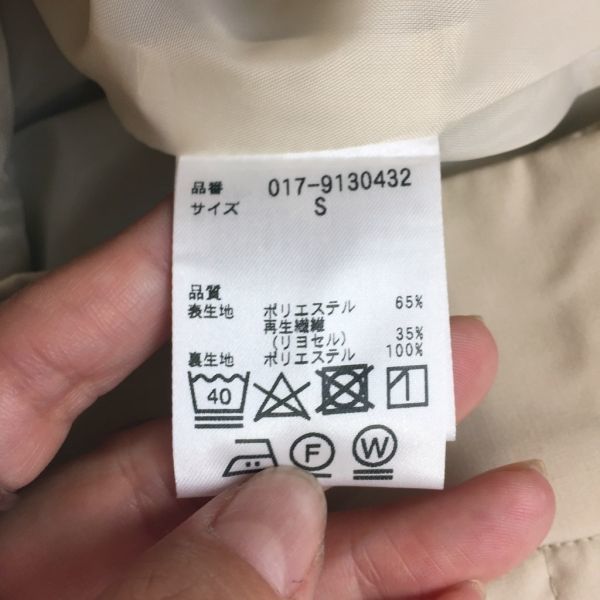 品番 017-9130432
サイズ S
品質
表生地 ポリエステル 65%
再生繊維
(リヨセル) 35%
裏生地 ポリエステル 100%
40
F W